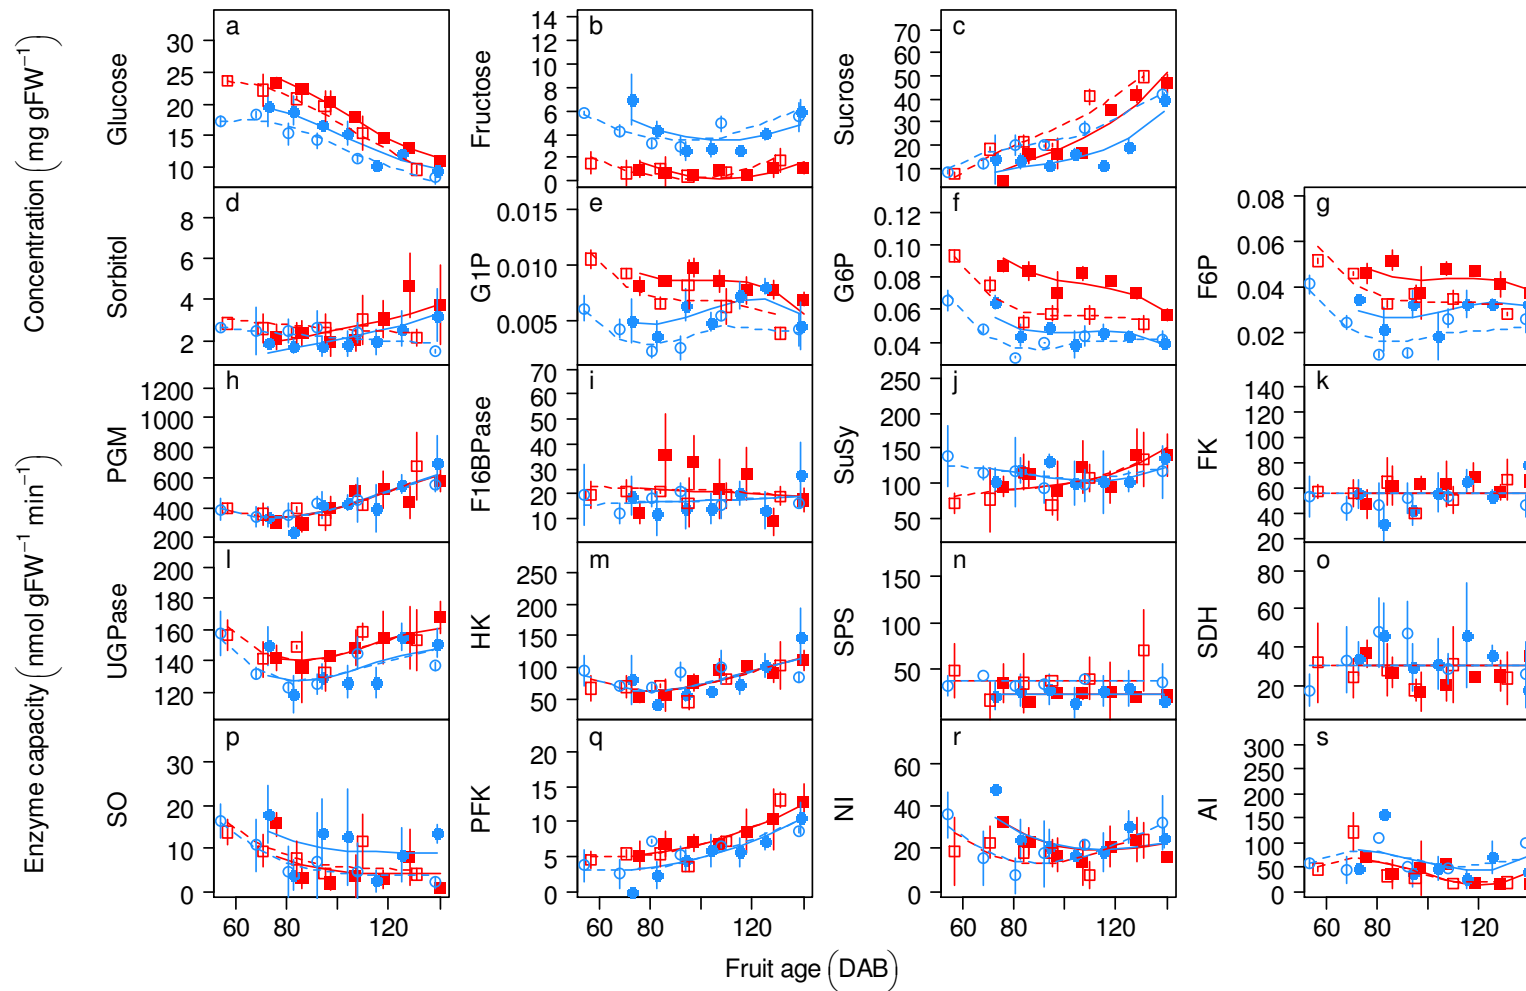 Concentration (mg gFW−1)
Enzyme capacity (nmol gFW−1 min−1)
a
Glucose
30
25
20
15
10
b
Fructose
14
12
10
8
6
4
2
0
c
Sucrose
70
60
50
40
30
20
10
d
Sorbitol
8
6
4
2
e
G1P
0.015
0.010
0.005
f
G6P
0.12
0.10
0.08
0.06
0.04
g
F6P
0.08
0.06
0.04
0.02
h
PGM
1200
1000
800
600
400
200
i
F16BPase
70
60
50
40
30
20
10
j
SuSy
250
200
150
100
50
k
FK
140
120
100
80
60
40
20
l
UGPase
200
180
160
140
120
m
HK
250
200
150
100
50
n
SPS
150
100
50
o
SDH
80
60
40
20
p
SO
30
20
10
0
q
PFK
20
15
10
5
0
r
NI
60
40
20
0
s
AI
300
250
200
150
100
50
0
60 80 120
60 80 120
60 80 120
60 80 120
Fruit age (DAB)